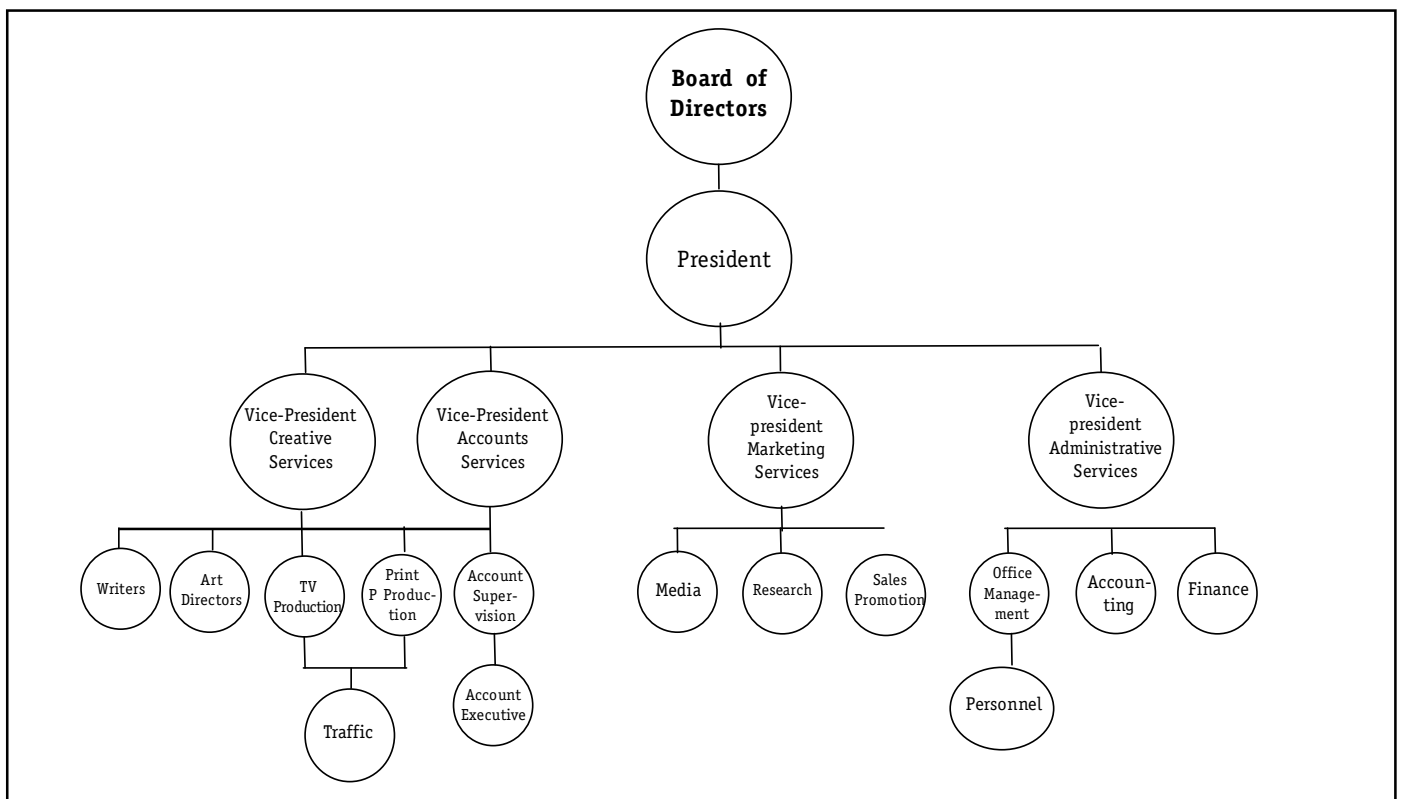 Board of
Directors
President
Vice-President
Creative
Services
Vice-President
Accounts
Services
Vice-
president
Marketing
Services
Vice-
president
Administrative
Services
Writers
Art
Directors
TV
Production
Print
P Produc-
tion
Account
Super-
vision
Media
Research
Sales
Promotion
Office
Manage-
ment
Accoun-
ting
Finance
Traffic
Account
Executive
Personnel